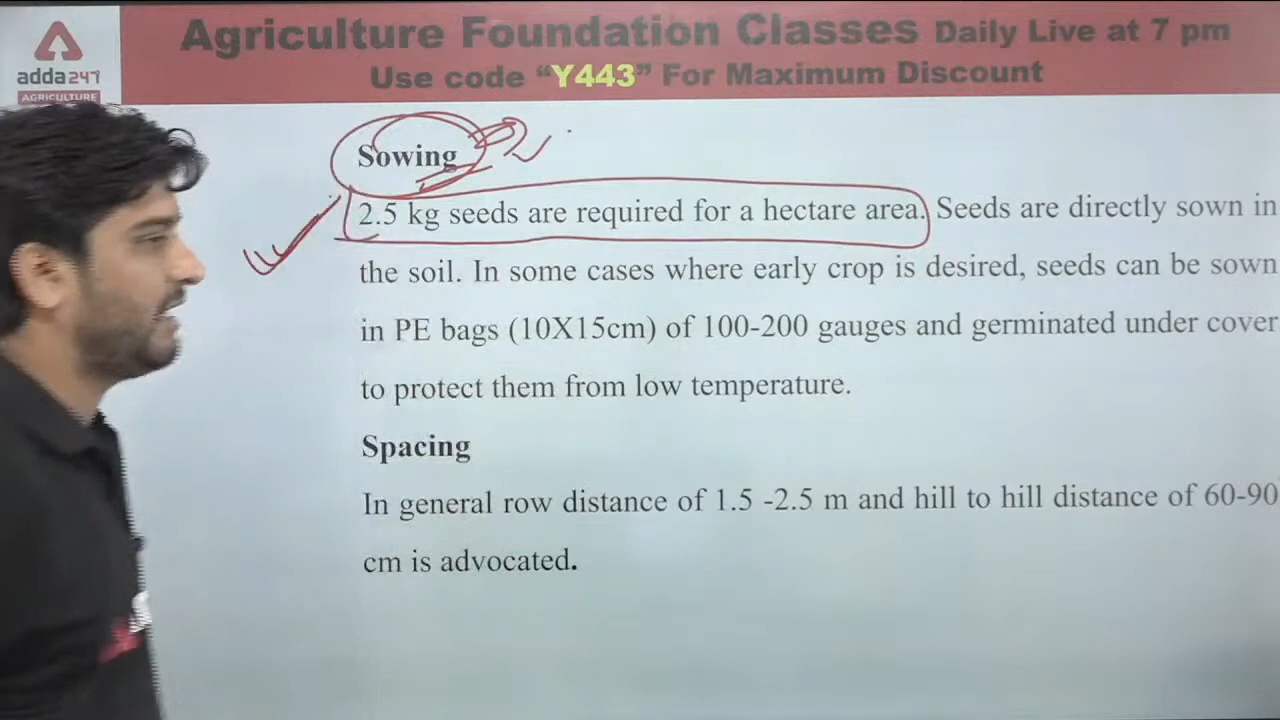 Agriculture Foundation Classes Daily Live at 7 pm
Use code “Y443” For Maximum Discount
adda247
AGRICULTURE
Sowing
2.5 kg seeds are required for a hectare area. Seeds are directly sown in
the soil. In some cases where early crop is desired, seeds can be sown
in PE bags (10X15cm) of 100-200 gauges and germinated under cover
to protect them from low temperature.
Spacing
In general row distance of 1.5 -2.5 m and hill to hill distance of 60-90
cm is advocated.